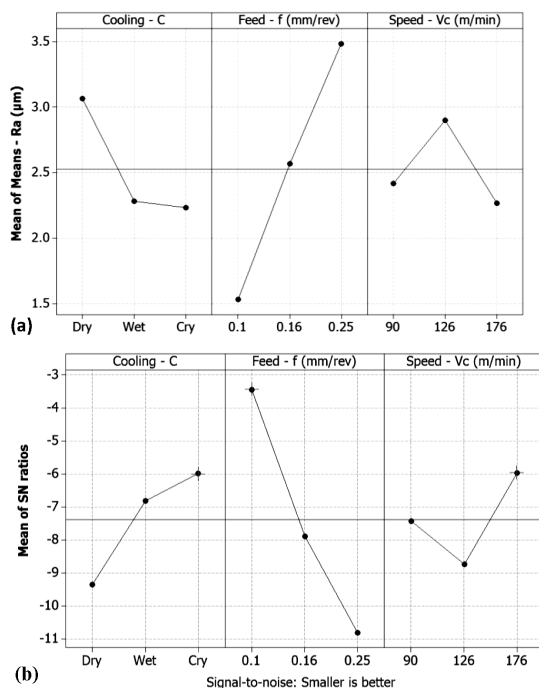 Cooling - C Feed - f (mm/rev) Speed - Vc (m/min)
3.5
3.0
2.5
2.0
1.5
Mean of Means - Ra (µm)
Dry Wet Cry 0.1 0.16 0.25 90 126 176
(a)
Cooling - C Feed - f (mm/rev) Speed - Vc (m/min)
-3
-4
-5
-6
-7
-8
-9
-10
-11
Mean of SN ratios
Dry Wet Cry 0.1 0.16 0.25 90 126 176
(b)
Signal-to-noise: Smaller is better